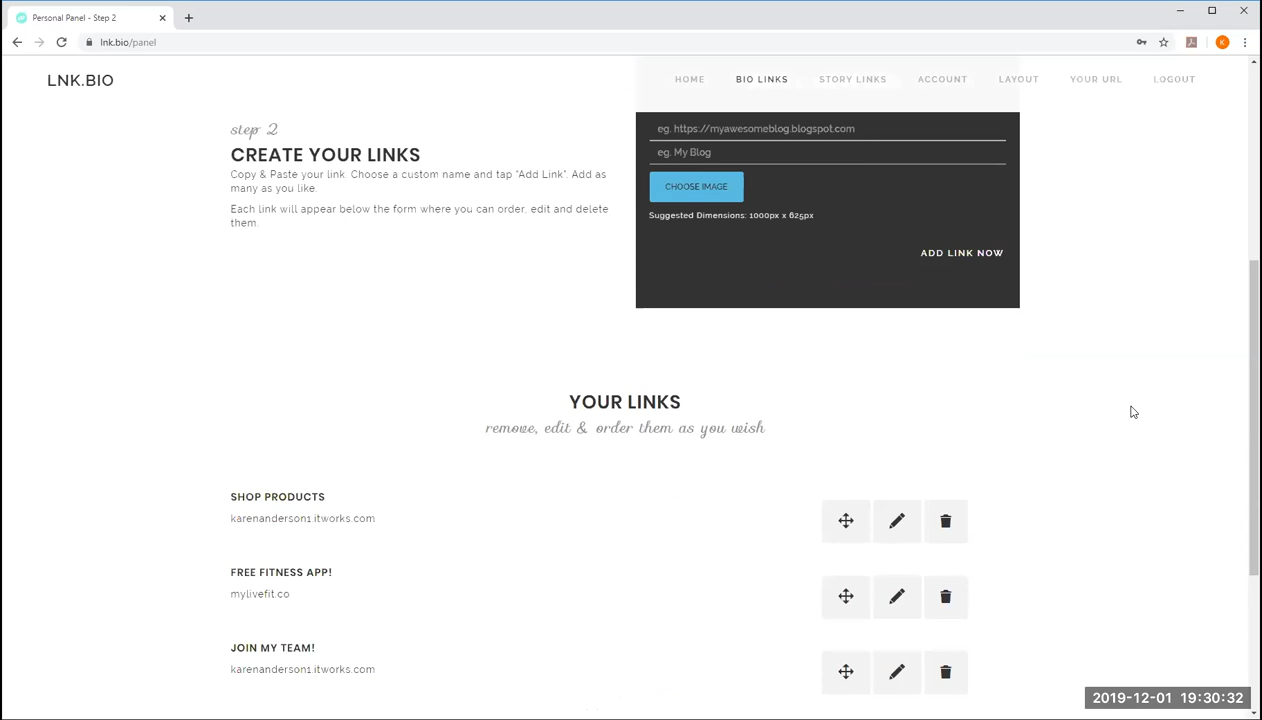 Personal Panel - Step 2
lnk.bio/panel
K
LNK.BIO
HOME
BIO LINKS
STORY LINKS
ACCOUNT
LAYOUT
YOUR URL
LOGOUT
step 2
CREATE YOUR LINKS
Copy & Paste your link. Choose a custom name and tap "Add Link". Add as
many as you like.
Each link will appear below the form where you can order, edit and delete
them.
eg. https://myawesomeblog.blogspot.com
eg. My Blog
CHOOSE IMAGE
Suggested Dimensions: 1000px x 625px
ADD LINK NOW
YOUR LINKS
remove, edit & order them as you wish
SHOP PRODUCTS
karenanderson1.itworks.com
FREE FITNESS APP!
mylivefit.co
JOIN MY TEAM!
karenanderson1.itworks.com
2019-12-01 19:30:32